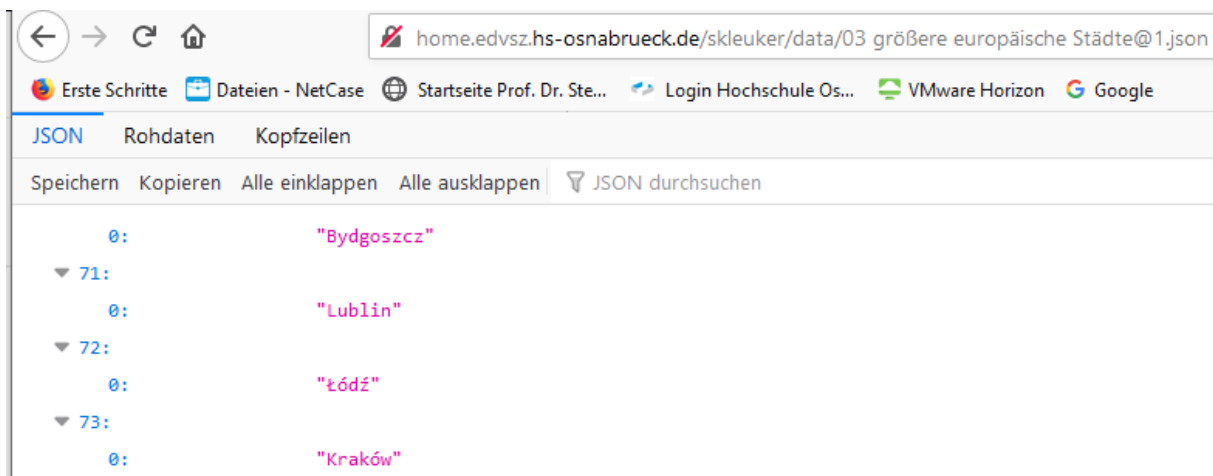 home.edvsz.hs-osnabrueck.de/skleuker/data/03 größere europäische Städte@1.json
Erste Schritte Dateien - NetCase Startseite Prof. Dr. Ste... Login Hochschule Os... VMware Horizon Google
JSON Rohdaten Kopfzeilen
Speichern Kopieren Alle einklappen Alle ausklappen JSON durchsuchen
0: "Bydgoszcz"
71:
0: "Lublin"
72:
0: "Łódź"
73:
0: "Kraków"